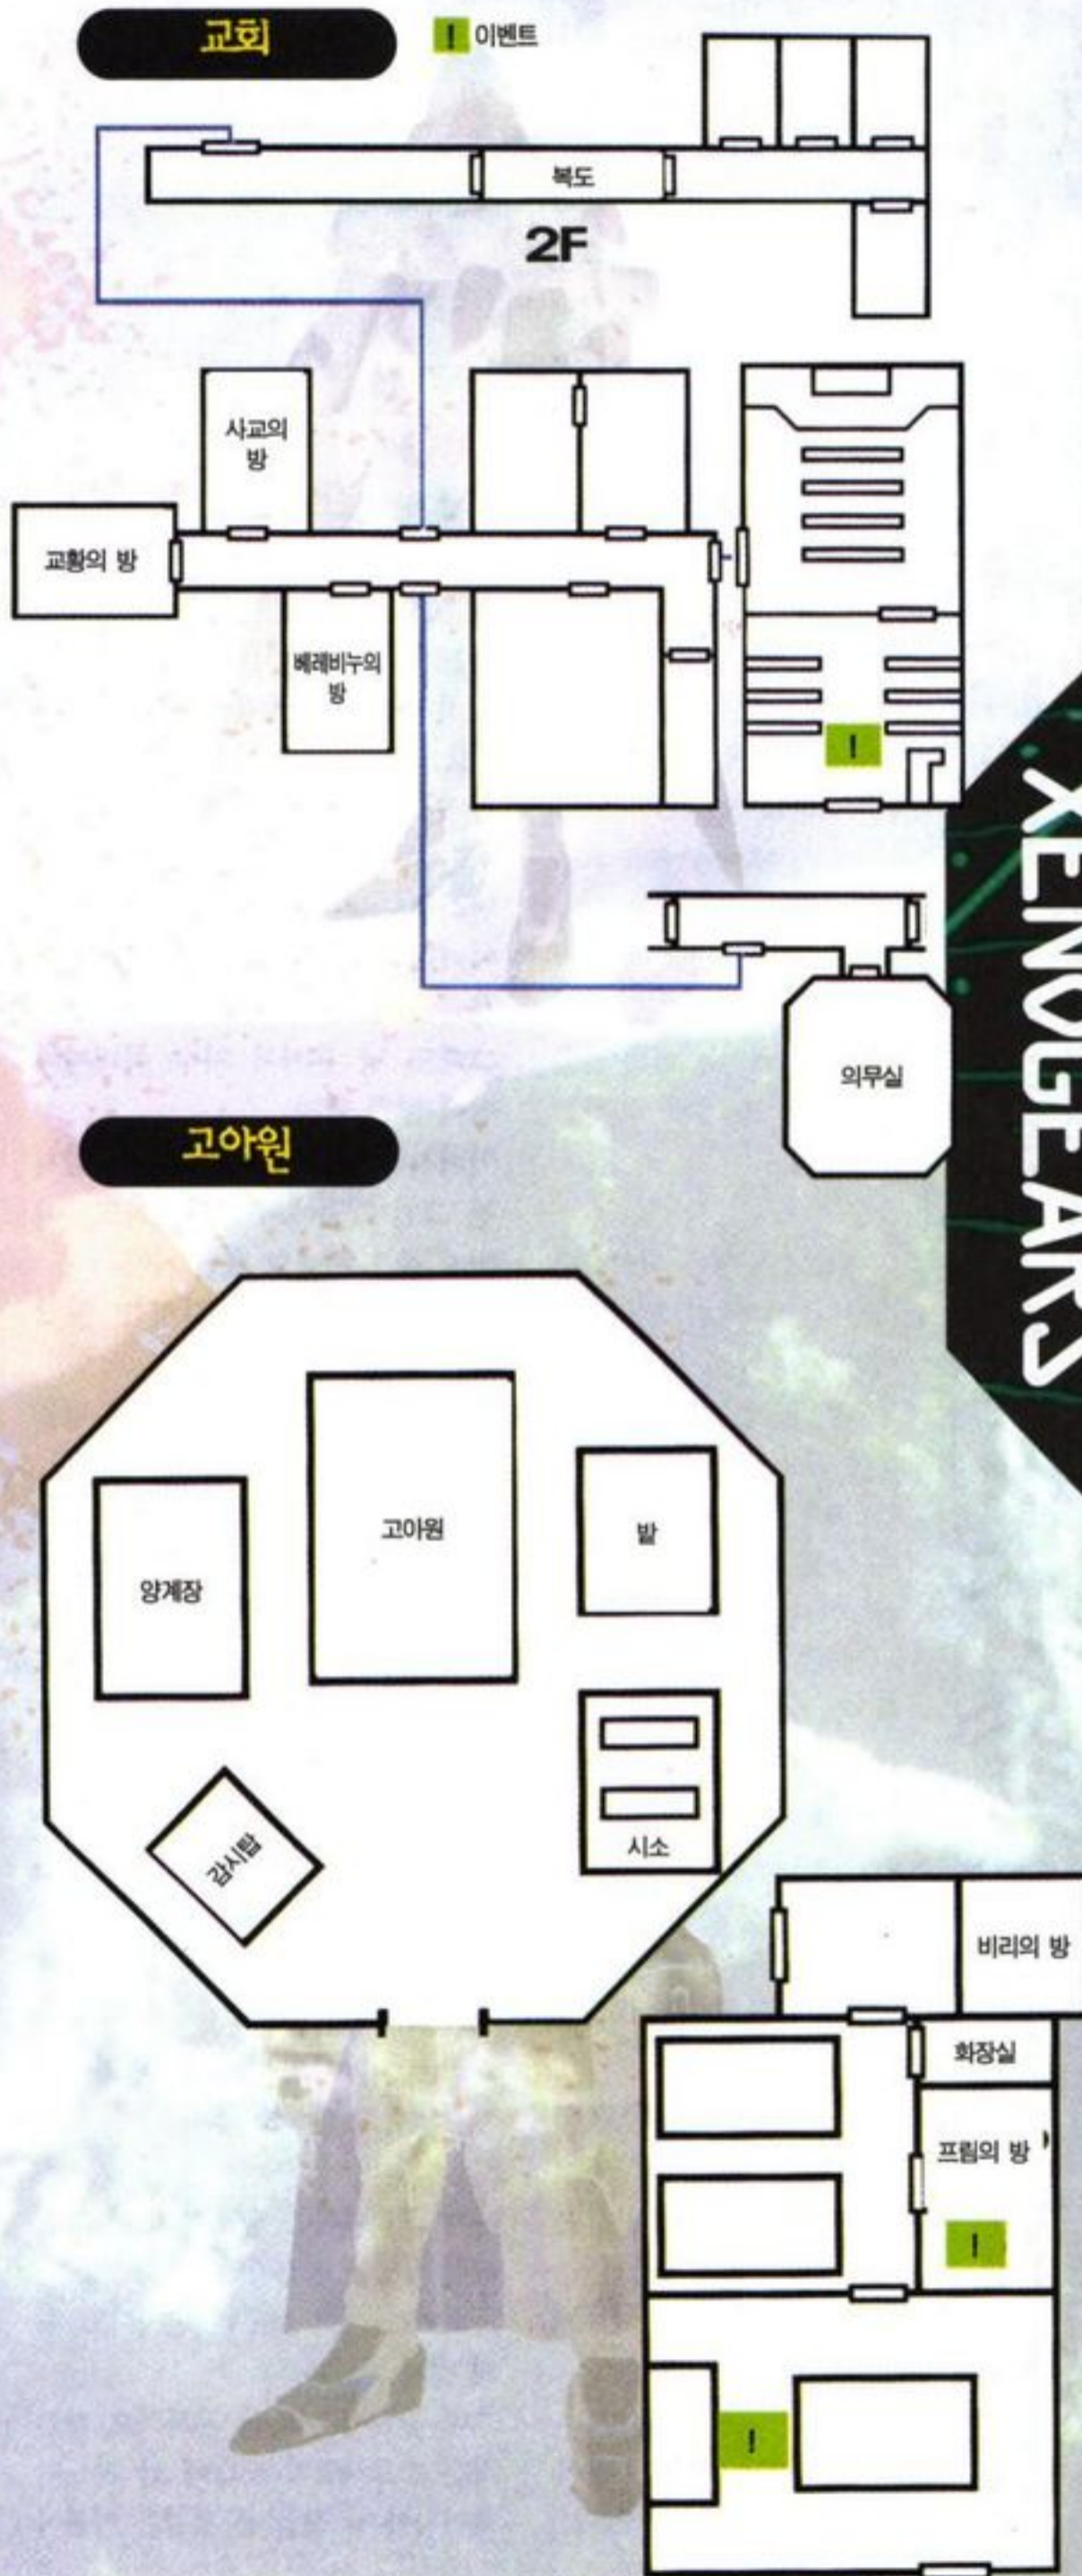 교회
! 이벤트
복도
2F
사교의
방
교황의 방
베레비누의
방
!
XENOGEARS
의무실
고아원
고아원
밭
양계장
시소
감시탑
비리의 방
화장실
프림의 방
!
!